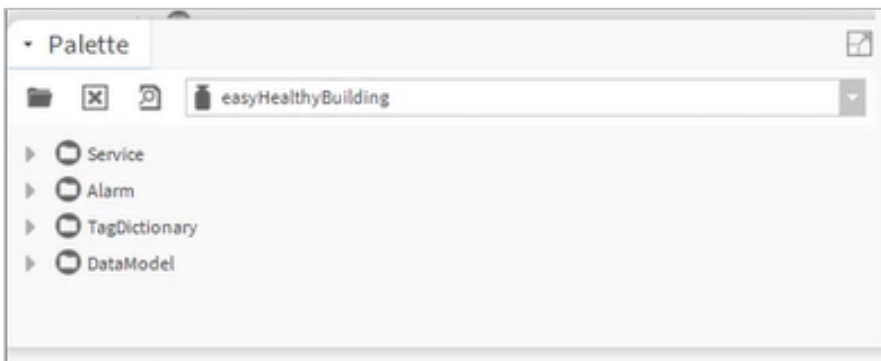 Palette
easyHealthyBuilding
Service
Alarm
TagDictionary
DataModel